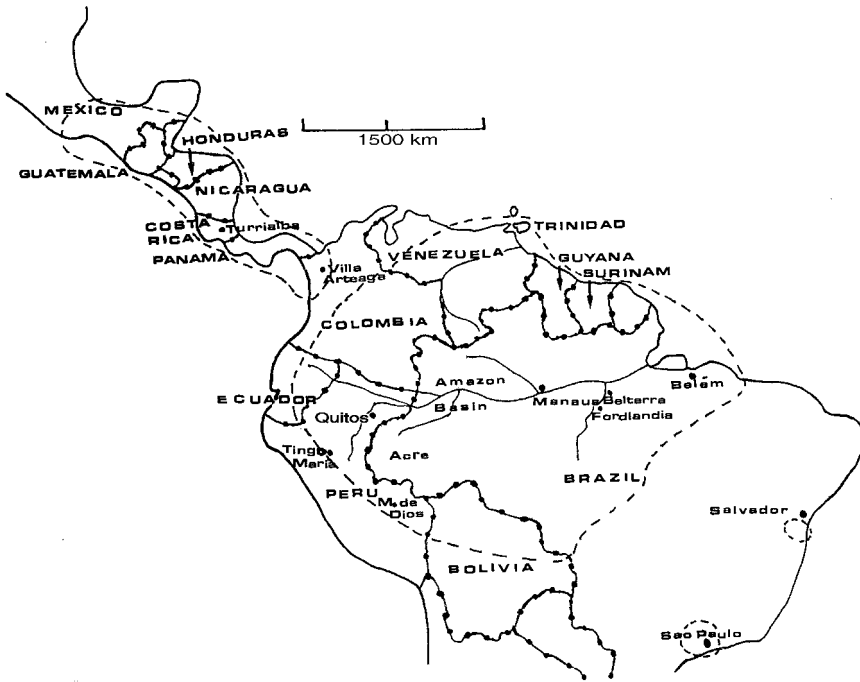 MEXICO
HONDURAS
1500 km
GUATEMALA
NICARAGUA
COSTA
RICA
Turrialba
PANAMA
TRINIDAD
VENEZUELA
GUYANA
SURINAM
Villa
Arteaga
COLOMBIA
ECUADOR
Amazon
Basin
Manaus
Belterra
Fordlandia
Belém
Quitos
Tingo
Maria
Acre
BRAZIL
PERU
M. de
Dios
Salvador
BOLIVIA
Sao Paulo